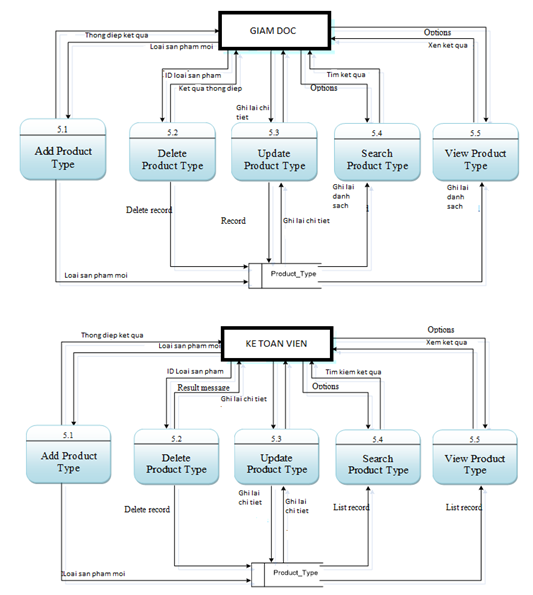 GIAM DOC
Thong diep ket qua
Options
Loai san pham moi
Xen ket qua
ID loai san pham
Tim ket qua
Ket qua thong diep
Options
Ghi lai chi
tiet
5.1
Add Product
Type
5.2
Delete
Product Type
5.3
Update
Product Type
5.4
Search
Product Type
5.5
View Product
Type
Ghi lai
danh
sach
Ghi lai
danh
sach
Delete record
Record
Ghi lai chi tiet
Loai san pham moi
Product_Type
KE TOAN VIEN
Thong diep ket qua
Options
Loai san pham moi
Xem ket qua
ID Loai san pham
Tim kiem ket qua
Result message
Options
Ghi lai chi tiet
5.1
Add Product
Type
5.2
Delete
Product Type
5.3
Update
Product Type
5.4
Search
Product Type
5.5
View Product
Type
Ghi lai
chi tiet
Ghi lai
chi tiet
Delete record
List record
List record
Loai san pham moi
Product_Type